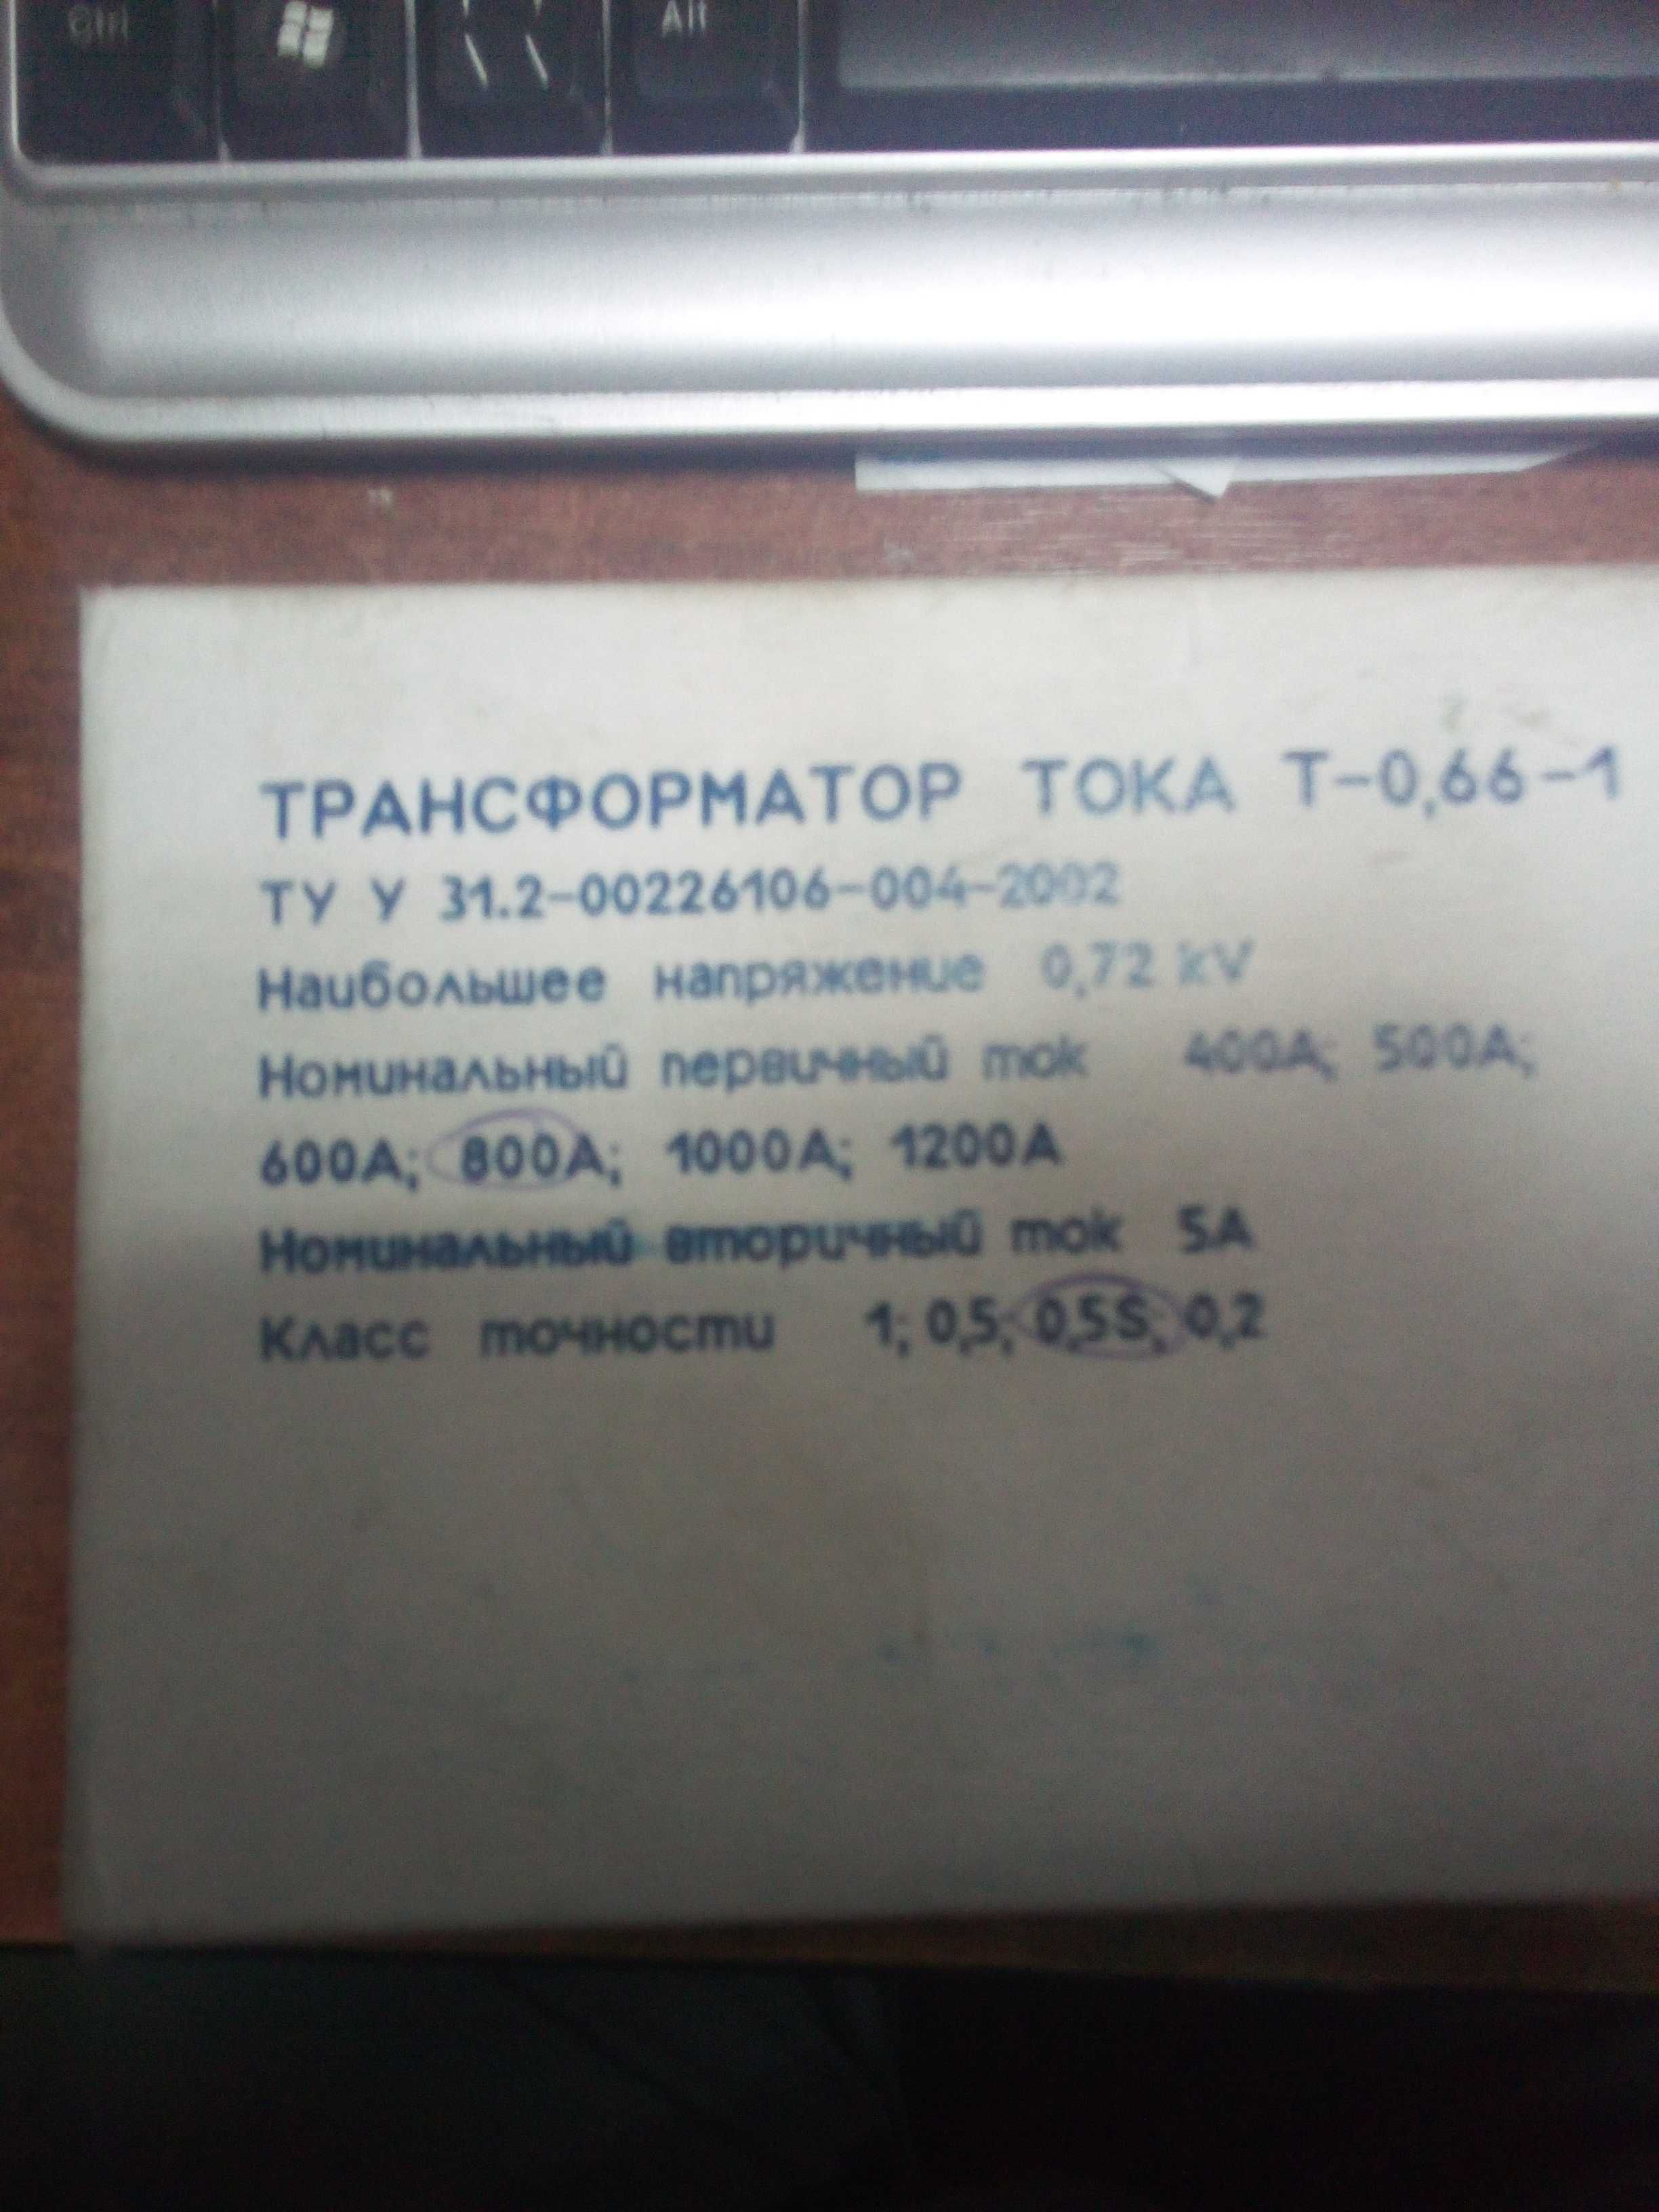 Ctrl Alt
ТРАНСФОРМАТОР ТОКА Т-0,66-1
ТУ У 31.2-00226106-004-2002
Наибольшее напряжение 0,72 kV
Номинальный первичный ток 400А; 500А;
600А; 800А; 1000А; 1200А
Номинальный вторичный ток 5А
Класс точности 1; 0,5; 0,5S; 0,2